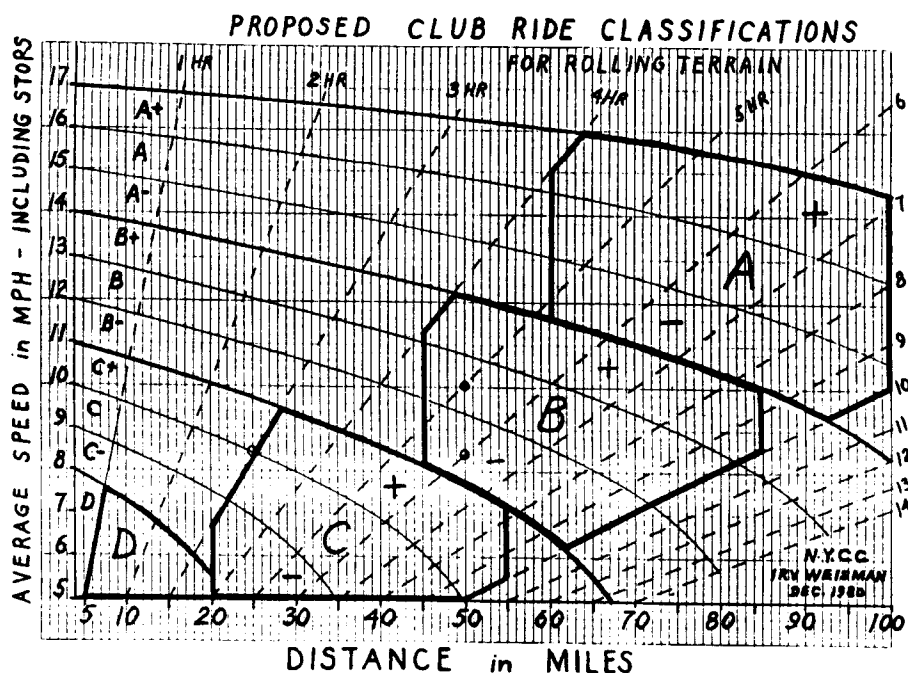 PROPOSED CLUB RIDE CLASSIFICATIONS
FOR ROLLING TERRAIN
AVERAGE SPEED in MPH - INCLUDING STOPS
17
16
15
14
13
12
11
10
9
8
7
6
5
A+
A
A-
B+
B
B-
C+
C
C-
D
1 HR
2 HR
3 HR
4 HR
5 HR
6
7
8
9
10
11
12
13
14
+
A
-
+
B
-
+
C
-
D
N.Y.C.C.
IRV WEISMAN
DEC. 1980
5 10 20 30 40 50 60 70 80 90 100
DISTANCE in MILES